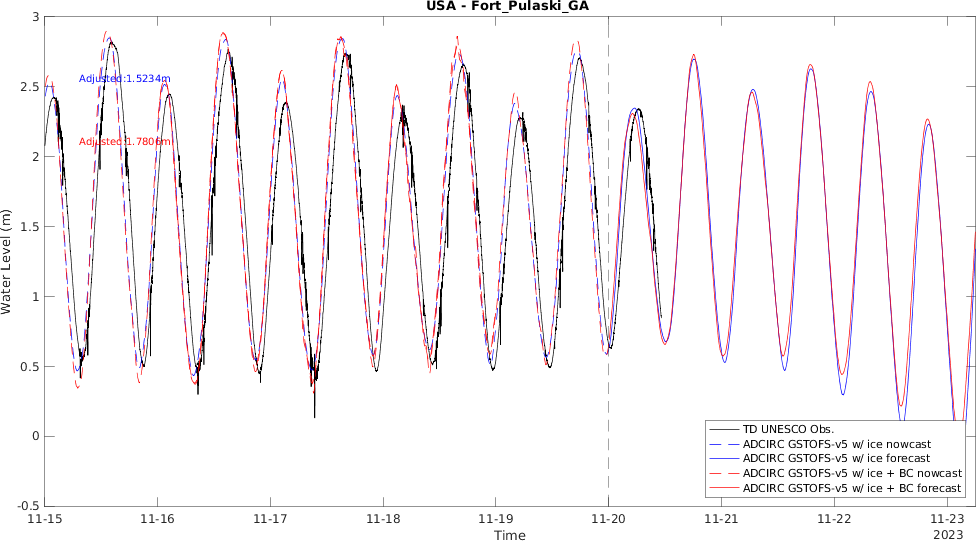 USA - Fort_Pulaski_GA
3
2.5
2
1.5
1
0.5
0
-0.5
Water Level (m)
Adjusted:1.5234m
Adjusted:1.7806m
TD UNESCO Obs.
ADCIRC GSTOFS-v5 w/ ice nowcast
ADCIRC GSTOFS-v5 w/ ice forecast
ADCIRC GSTOFS-v5 w/ ice + BC nowcast
ADCIRC GSTOFS-v5 w/ ice + BC forecast
11-15 11-16 11-17 11-18 11-19 11-20 11-21 11-22 11-23
Time
2023